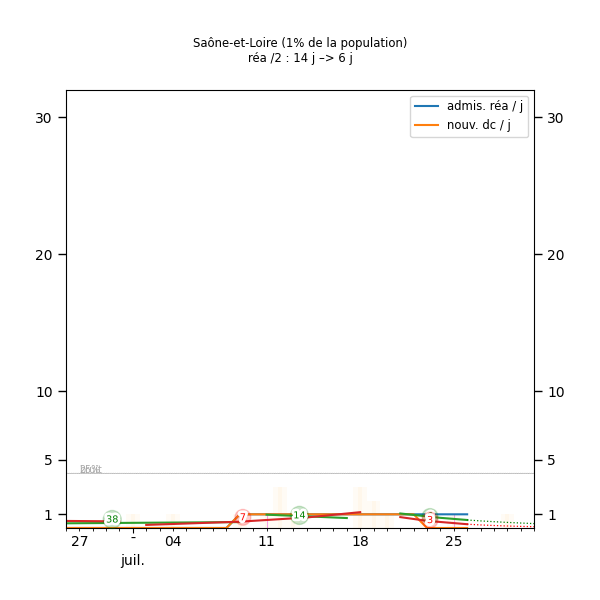 Saône-et-Loire (1% de la population)
réa /2 : 14 j –> 6 j
admis. réa / j
nouv. dc / j
30 30
20 20
10 10
5 5
1 1
38 7 14 3
27 - 04 11 18 25
juil.